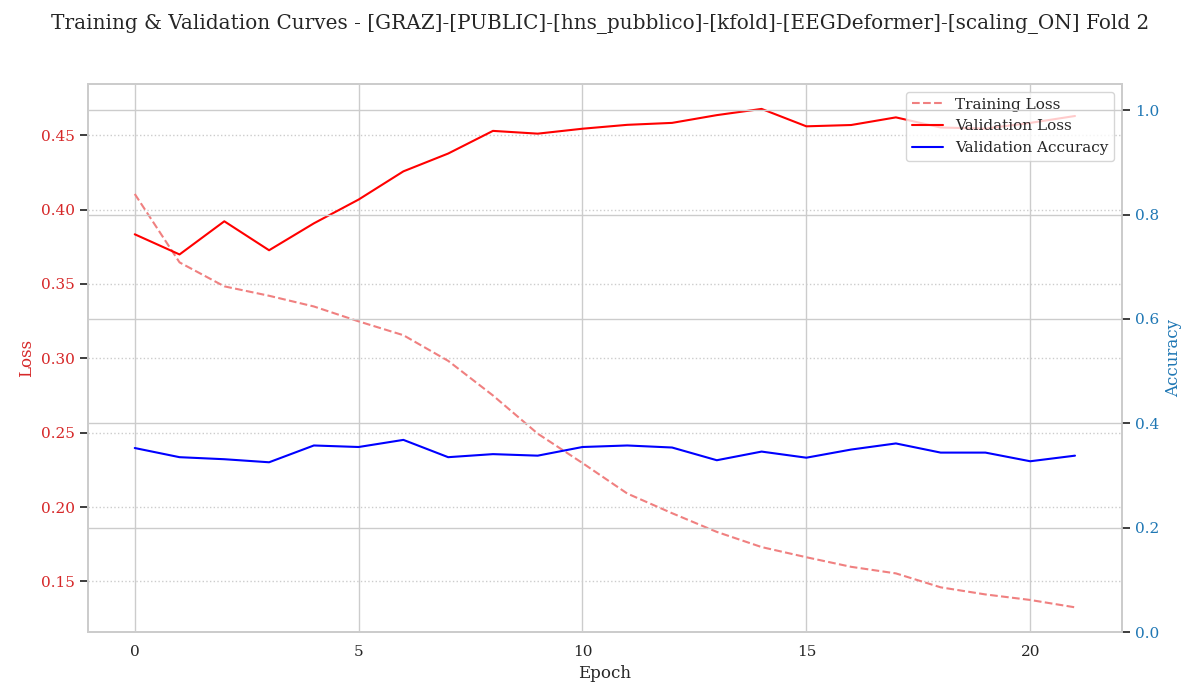 Training & Validation Curves - [GRAZ]-[PUBLIC]-[hns_pubblico]-[kfold]-[EEGDeformer]-[scaling_ON] Fold 2
Training Loss
Validation Loss
Validation Accuracy
Loss
0.45
0.40
0.35
0.30
0.25
0.20
0.15
Accuracy
1.0
0.8
0.6
0.4
0.2
0.0
0
5
10
15
20
Epoch